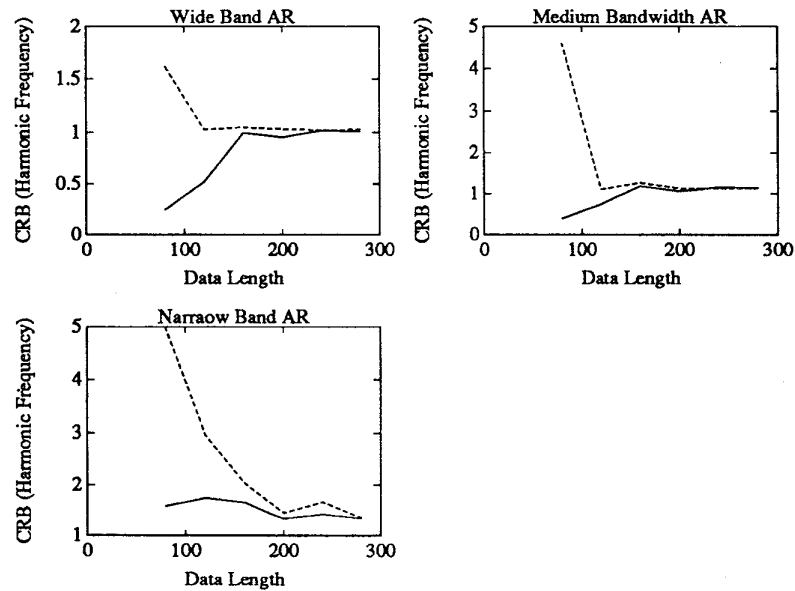 Wide Band AR
CRB (Harmonic Frequency)
2
1.5
1
0.5
0
0 100 200 300
Data Length
Medium Bandwidth AR
CRB (Harmonic Frequency)
5
4
3
2
1
0
0 100 200 300
Data Length
Narraow Band AR
CRB (Harmonic Frequency)
5
4
3
2
1
0 100 200 300
Data Length